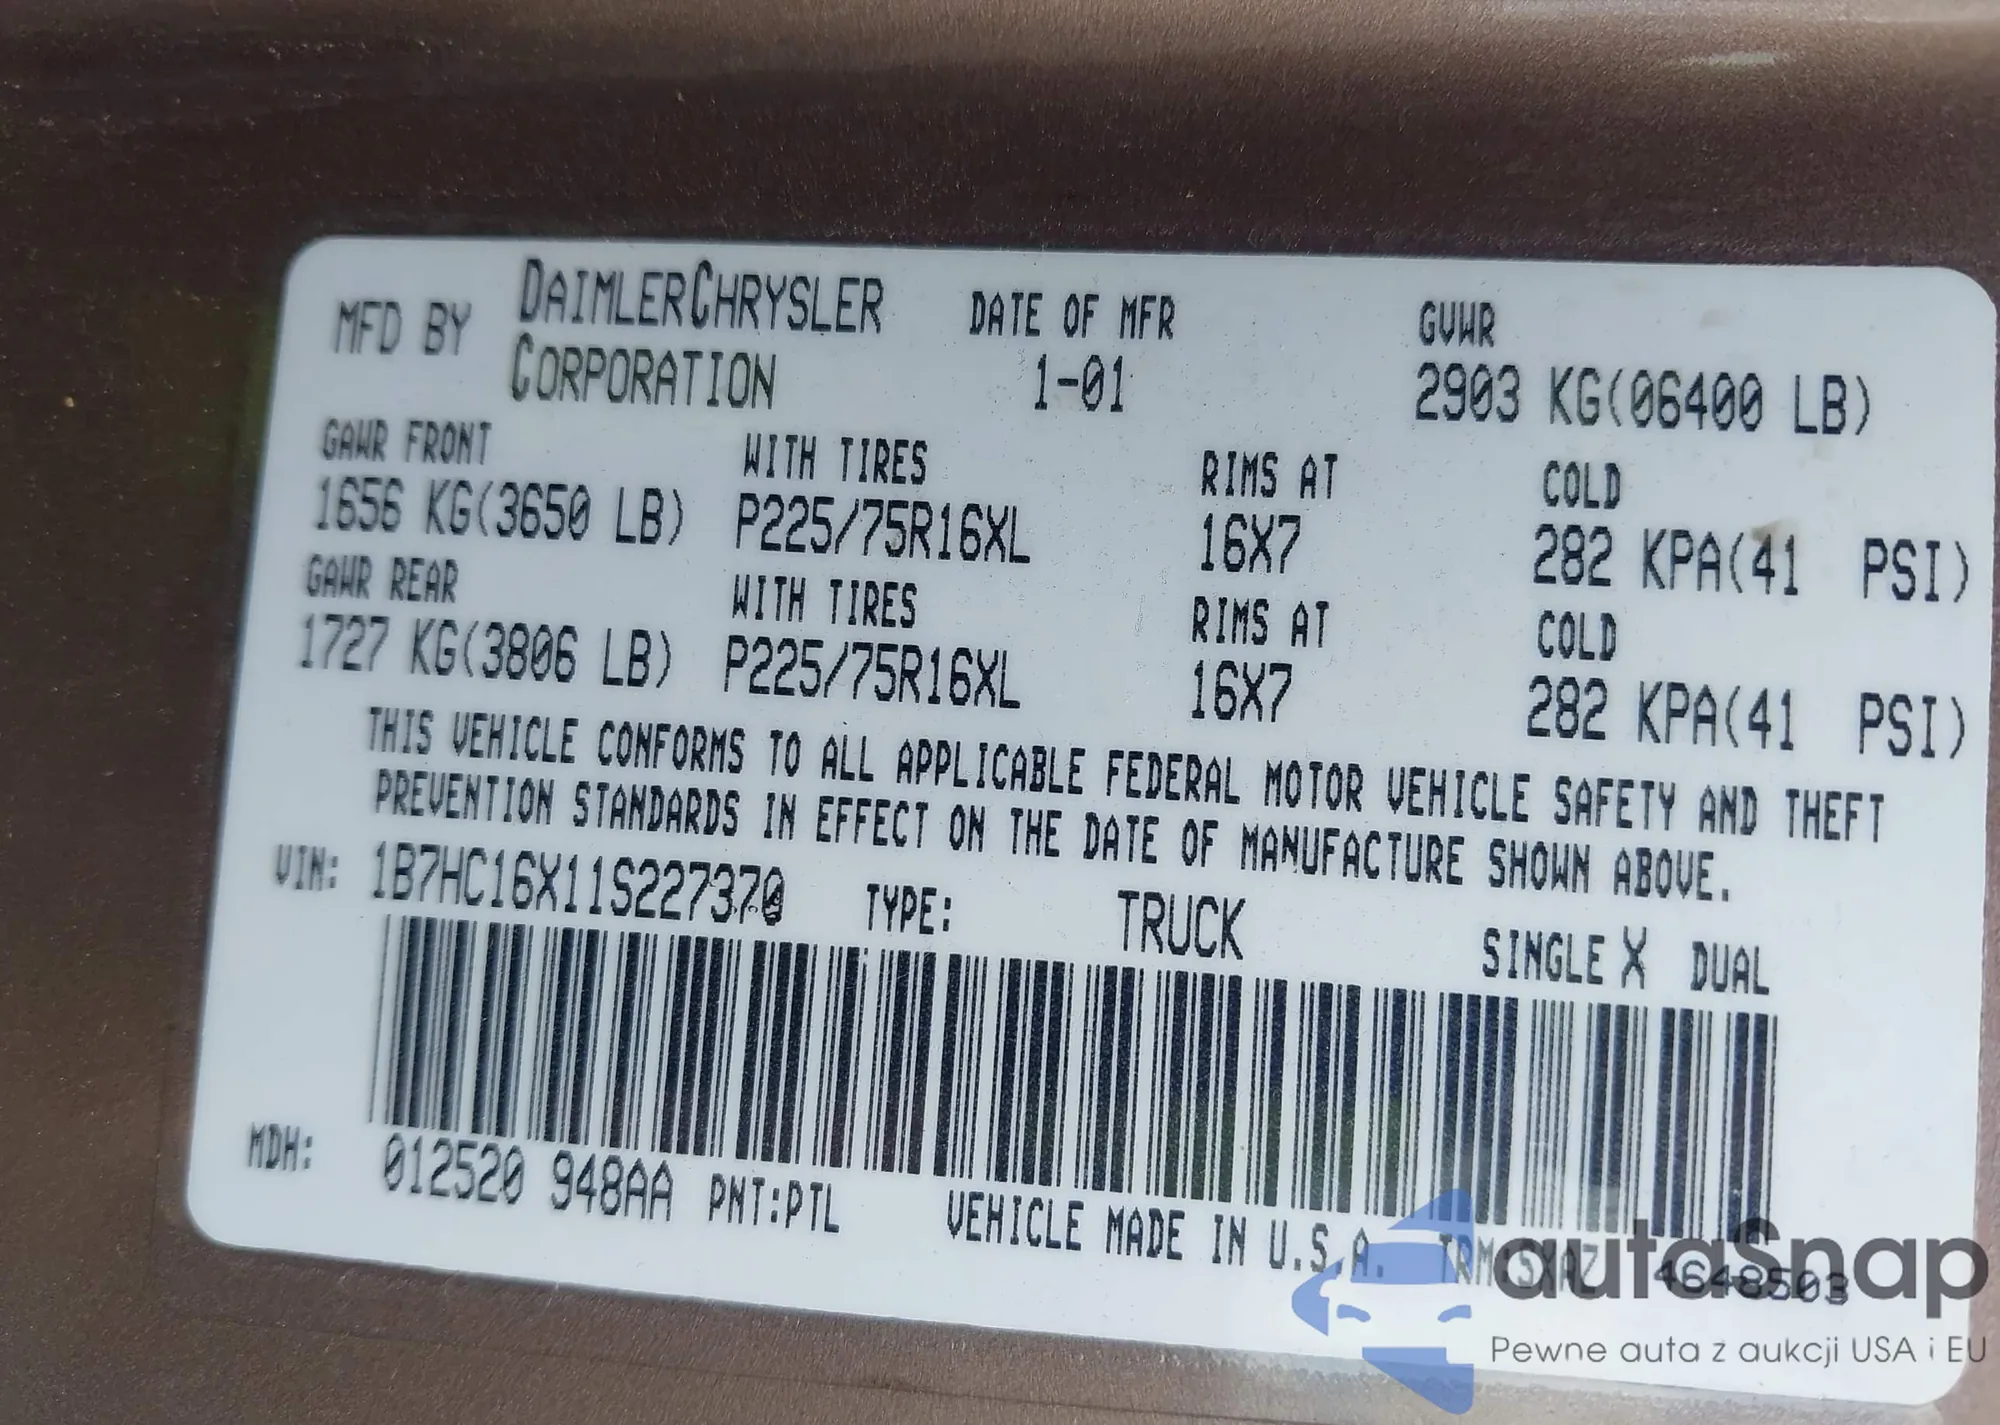 MFD BY DAIMLERCHRYSLER CORPORATION DATE OF MFR 1-01 GVWR 2903 KG(06400 LB)
GAWR FRONT WITH TIRES RIMS AT COLD
1656 KG(3650 LB) P225/75R16XL 16X7 282 KPA(41 PSI)
GAWR REAR WITH TIRES RIMS AT COLD
1727 KG(3806 LB) P225/75R16XL 16X7 282 KPA(41 PSI)
THIS VEHICLE CONFORMS TO ALL APPLICABLE FEDERAL MOTOR VEHICLE SAFETY AND THEFT
PREVENTION STANDARDS IN EFFECT ON THE DATE OF MANUFACTURE SHOWN ABOVE.
VIN: 1B7HC16X11S227370 TYPE: TRUCK SINGLE X DUAL
MDH: 012520 948AA PNT:PTL VEHICLE MADE IN U.S.A. TRM:SXAZ 4648503
autaSnap
Pewne auta z aukcji USA i EU